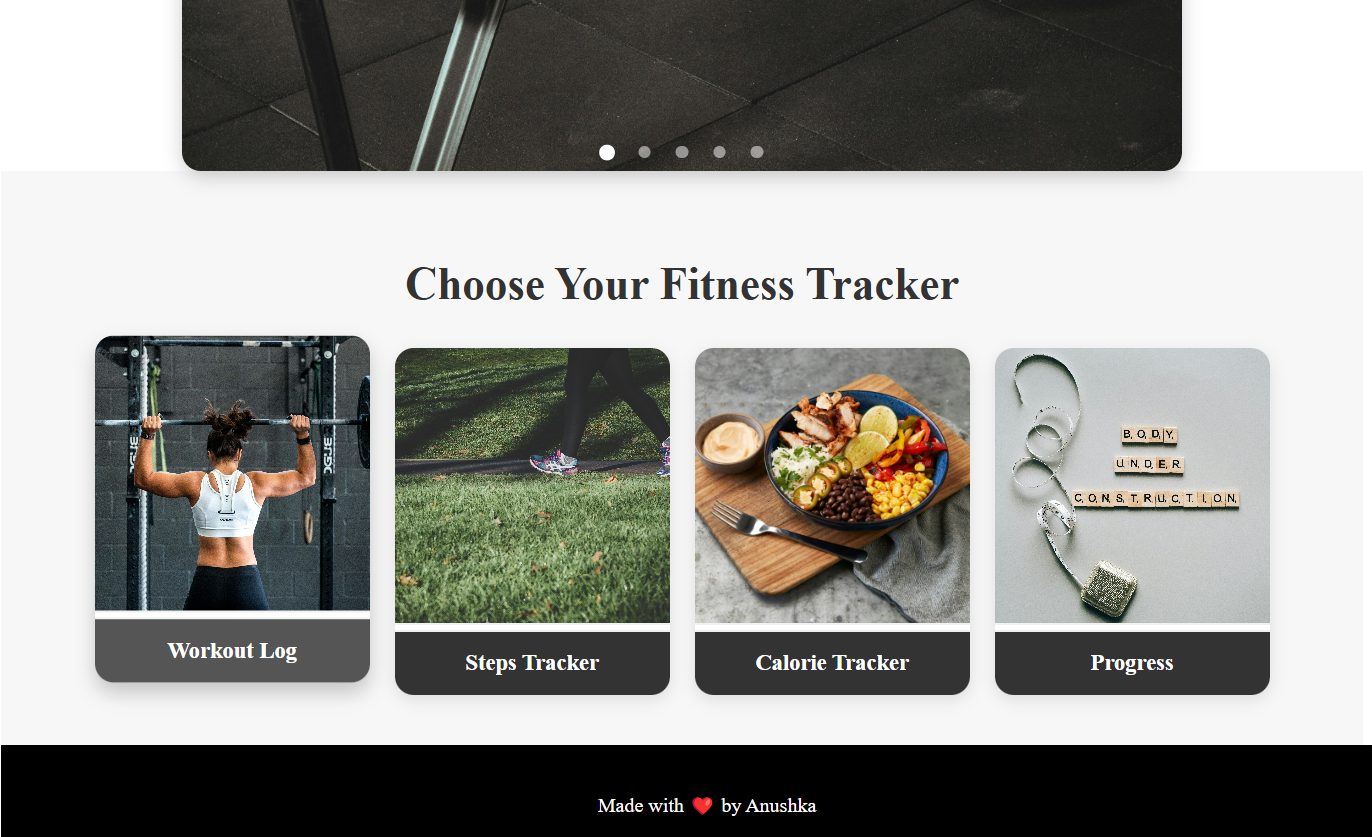 Choose Your Fitness Tracker
BODY
UNDER
CONSTRUCTION
Workout Log
Steps Tracker
Calorie Tracker
Progress
Made with ❤️ by Anushka